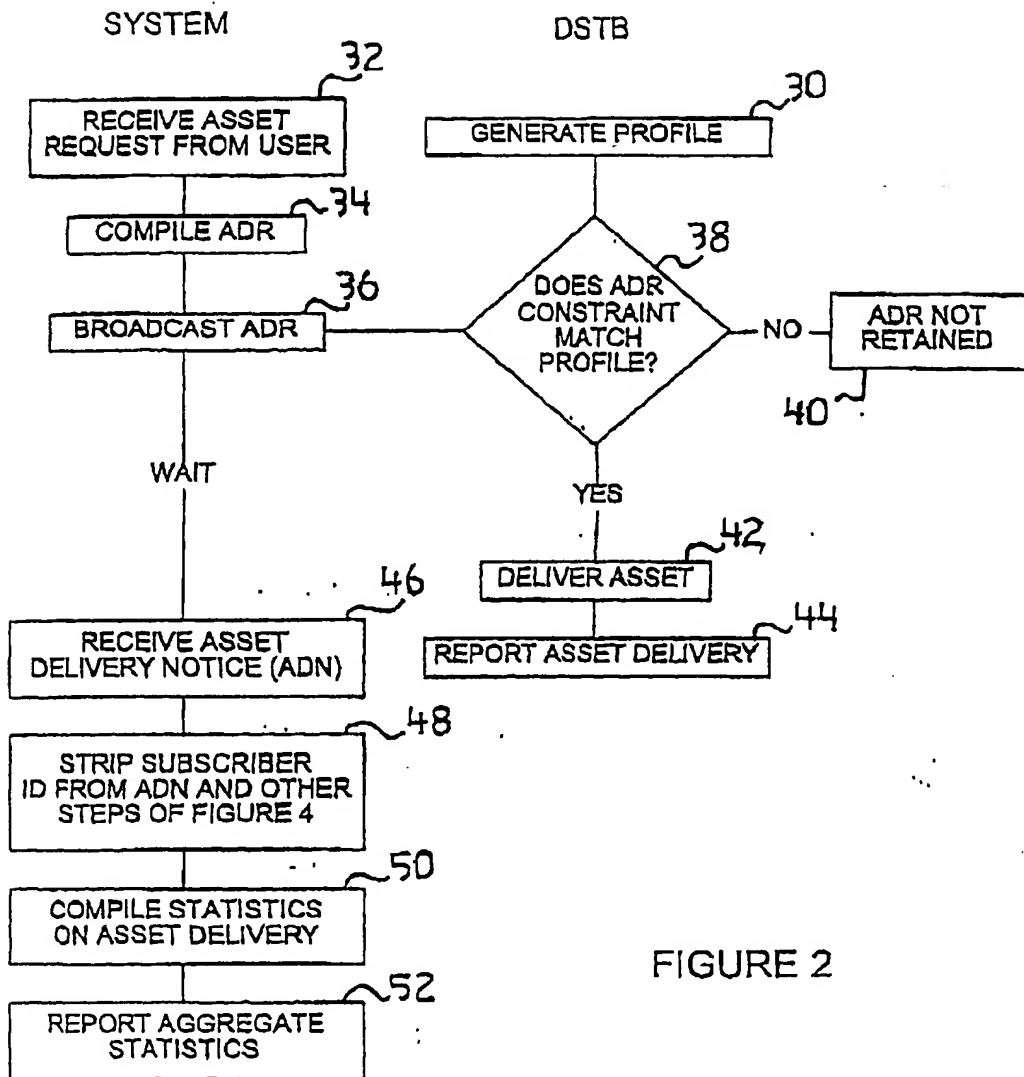 SYSTEM
DSTB
32
RECEIVE ASSET
REQUEST FROM USER
30
GENERATE PROFILE
34
COMPILE ADR
36
BROADCAST ADR
38
DOES ADR
CONSTRAINT
MATCH
PROFILE?
NO
ADR NOT
RETAINED
40
WAIT
YES
42
DELIVER ASSET
44
REPORT ASSET DELIVERY
46
RECEIVE ASSET
DELIVERY NOTICE (ADN)
48
STRIP SUBSCRIBER
ID FROM ADN AND OTHER
STEPS OF FIGURE 4
50
COMPILE STATISTICS
ON ASSET DELIVERY
52
REPORT AGGREGATE
STATISTICS
FIGURE 2